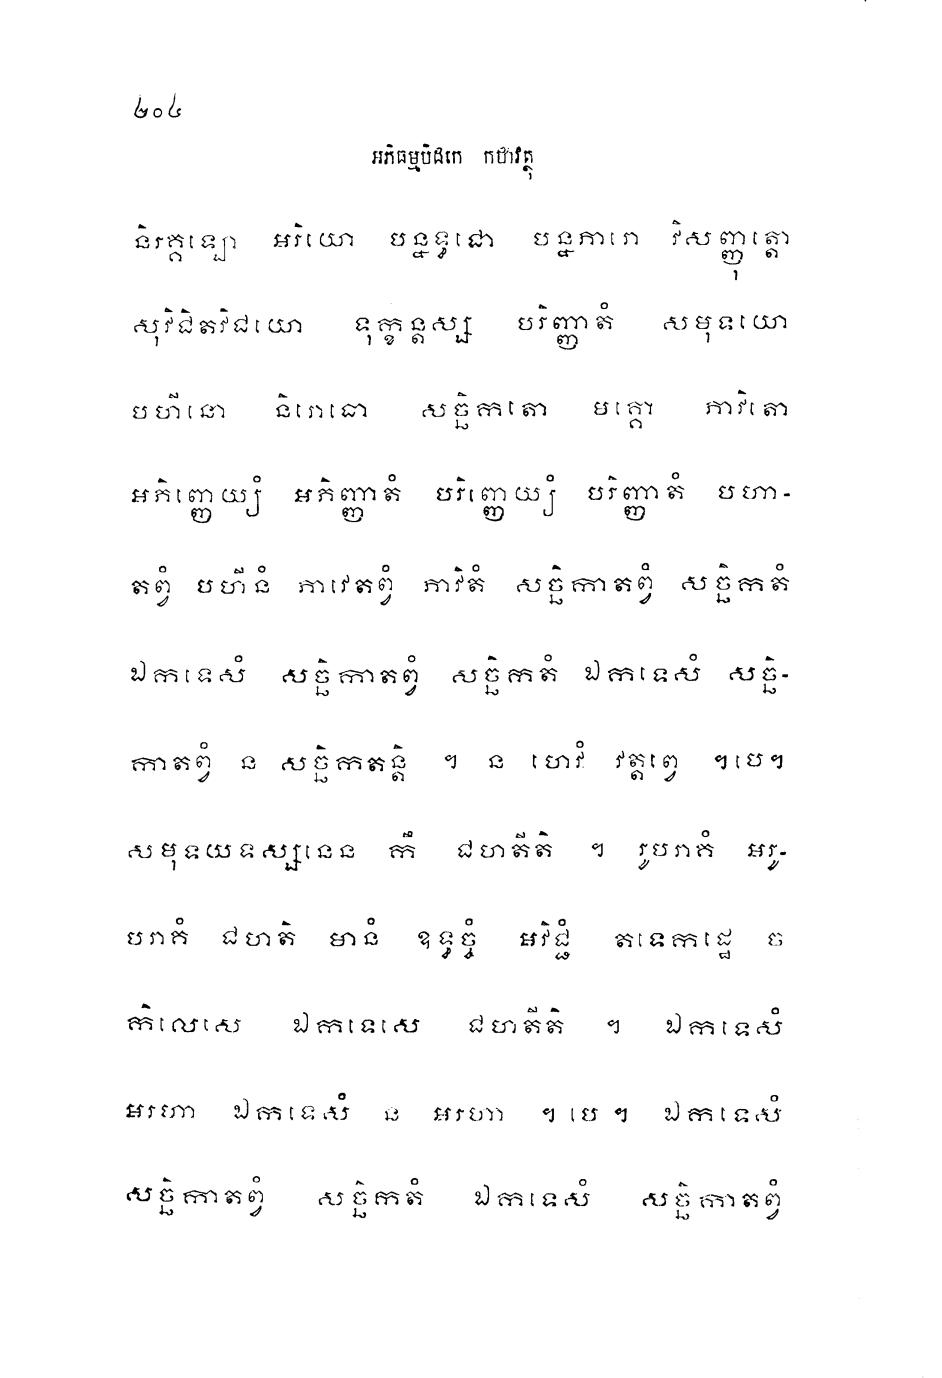 ២០៤
អភិធម្មបិដកេ កថាវត្ថុ
និរគ្គឡោ អរិយោ បន្នទ្ធជោ បន្នភារោ វិសញ្ញុត្តោ
សុវិជិតវិជយោ ទុក្ខន្តស្ស បរិញ្ញាតំ សមុទយោ
បហីនោ និរោធោ សច្ឆិកតោ មគ្គោ ភាវិតោ
អភិញ្ញេយ្យំ អភិញ្ញាតំ បរិញ្ញេយ្យំ បរិញ្ញាតំ បហា-
តព្វំ បហីនំ ភាវេតព្វំ ភាវិតំ សច្ឆិកាតព្វំ សច្ឆិកតំ
ឯកទេសំ សច្ឆិកាតព្វំ សច្ឆិកតំ ឯកទេសំ សច្ឆិ-
កាតព្វំ ន សច្ឆិកតន្តិ ។ ន ហេវំ វត្តព្វេ ។បេ។
សមុទយទស្សនេន កឹ ជហតីតិ ។ រូបរាគំ អរូ-
បរាគំ ជហតិ មានំ ឧទ្ធច្ចំ អវិជ្ជំ តទេកដ្ឋេ ច
កិលេសេ ឯកទេសេ ជហតីតិ ។ ឯកទេសំ
អរហា ឯកទេសំ ន អរហា ។បេ។ ឯកទេសំ
សច្ឆិកាតព្វំ សច្ឆិកតំ ឯកទេសំ សច្ឆិកាតព្វំ